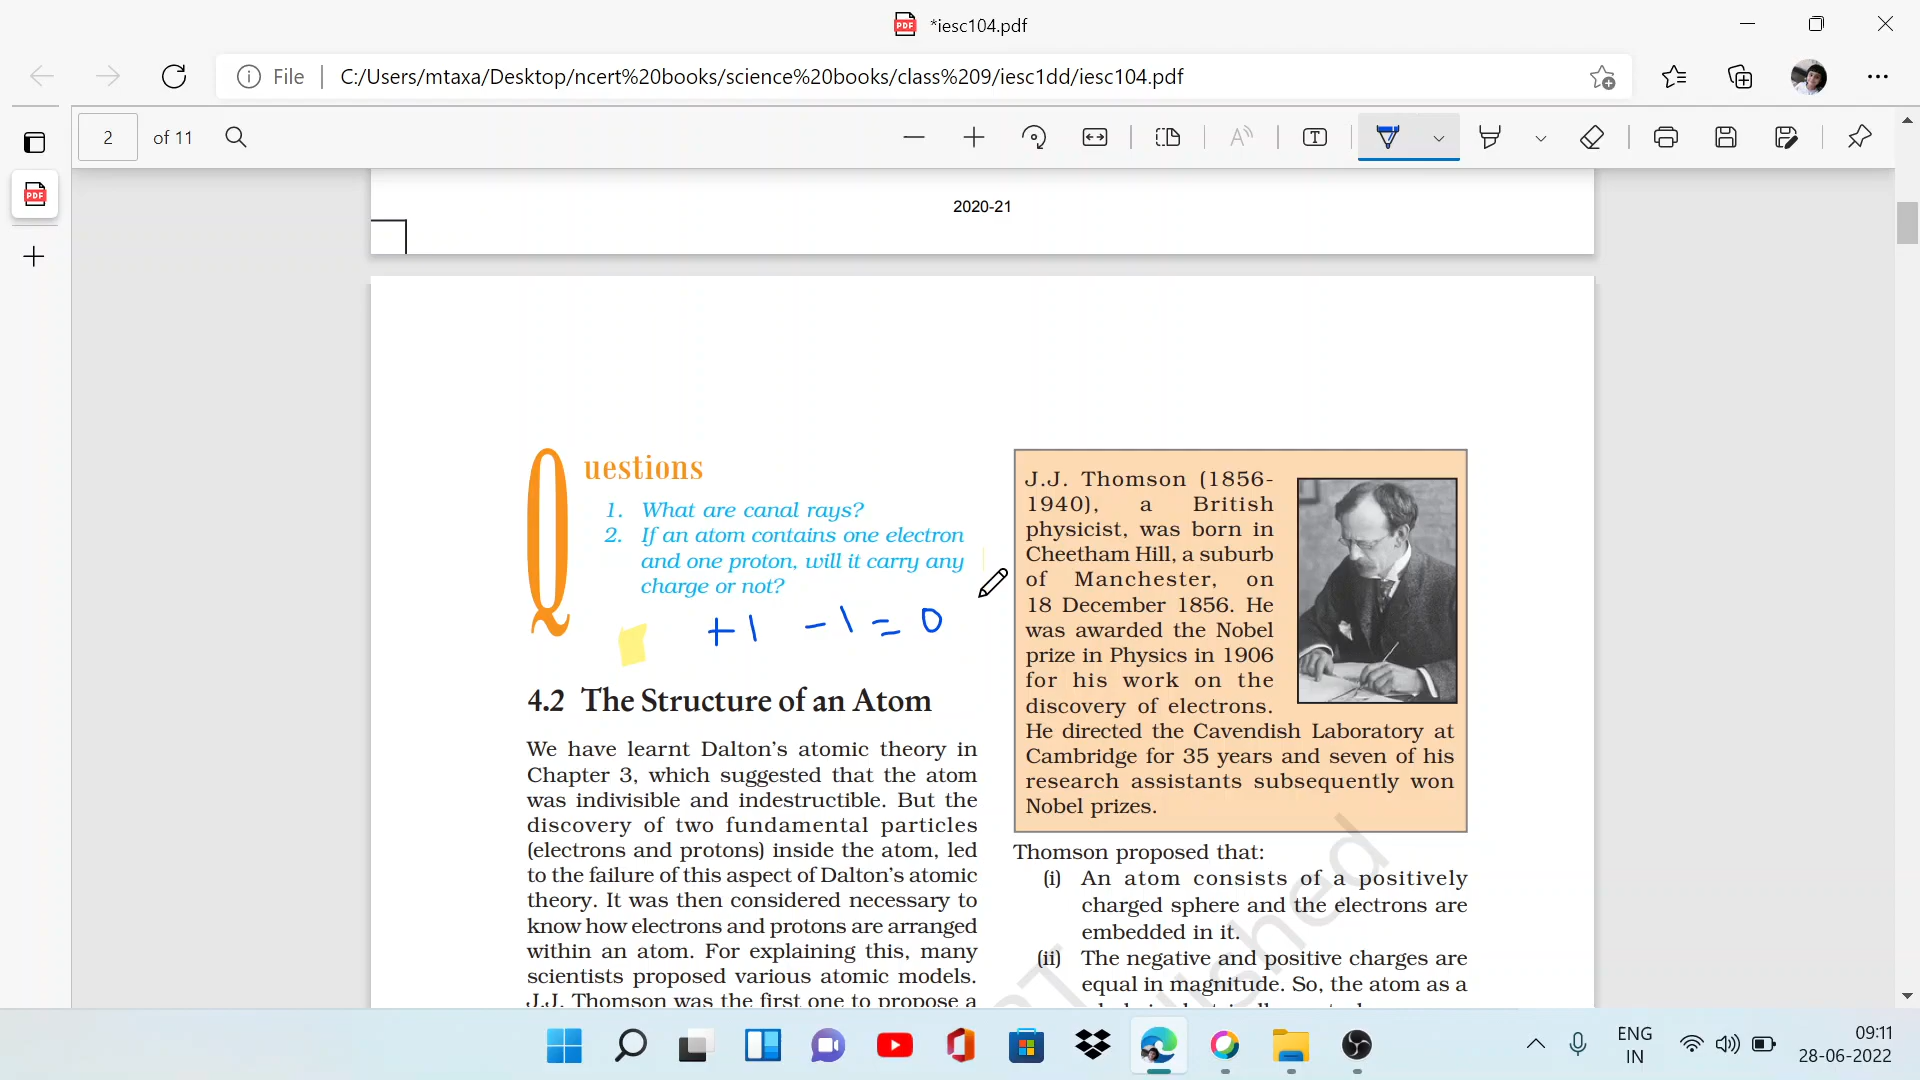 *iesc104.pdf
File
C:/Users/mtaxa/Desktop/ncert%20books/science%20books/class%209/iesc1dd/iesc104.pdf
2 of 11
2020-21
Questions
1. What are canal rays?
2. If an atom contains one electron
and one proton, will it carry any
charge or not?
+1 -1 = 0
4.2 The Structure of an Atom
We have learnt Dalton's atomic theory in
Chapter 3, which suggested that the atom
was indivisible and indestructible. But the
discovery of two fundamental particles
(electrons and protons) inside the atom, led
to the failure of this aspect of Dalton's atomic
theory. It was then considered necessary to
know how electrons and protons are arranged
within an atom. For explaining this, many
scientists proposed various atomic models.
J.J. Thomson was the first one to propose a
J.J. Thomson (1856-
1940), a British
physicist, was born in
Cheetham Hill, a suburb
of Manchester, on
18 December 1856. He
was awarded the Nobel
prize in Physics in 1906
for his work on the
discovery of electrons.
He directed the Cavendish Laboratory at
Cambridge for 35 years and seven of his
research assistants subsequently won
Nobel prizes.
Thomson proposed that:
(i) An atom consists of a positively
charged sphere and the electrons are
embedded in it.
(ii) The negative and positive charges are
equal in magnitude. So, the atom as a
ENG
IN
09:11
28-06-2022